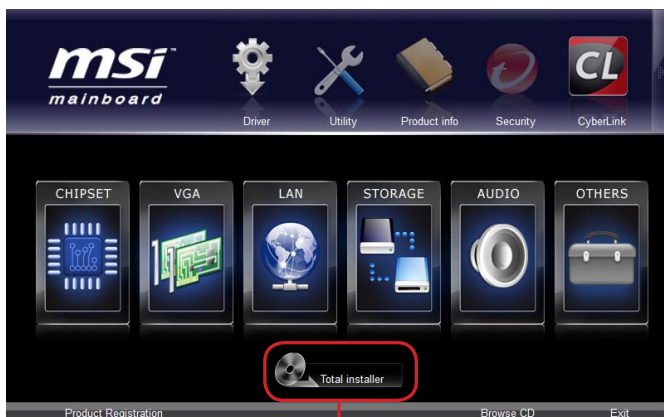 msi
mainboard
Driver Utility Product info Security CyberLink
CL
CHIPSET VGA LAN STORAGE AUDIO OTHERS
Total installer
Product Registration Browse CD Exit